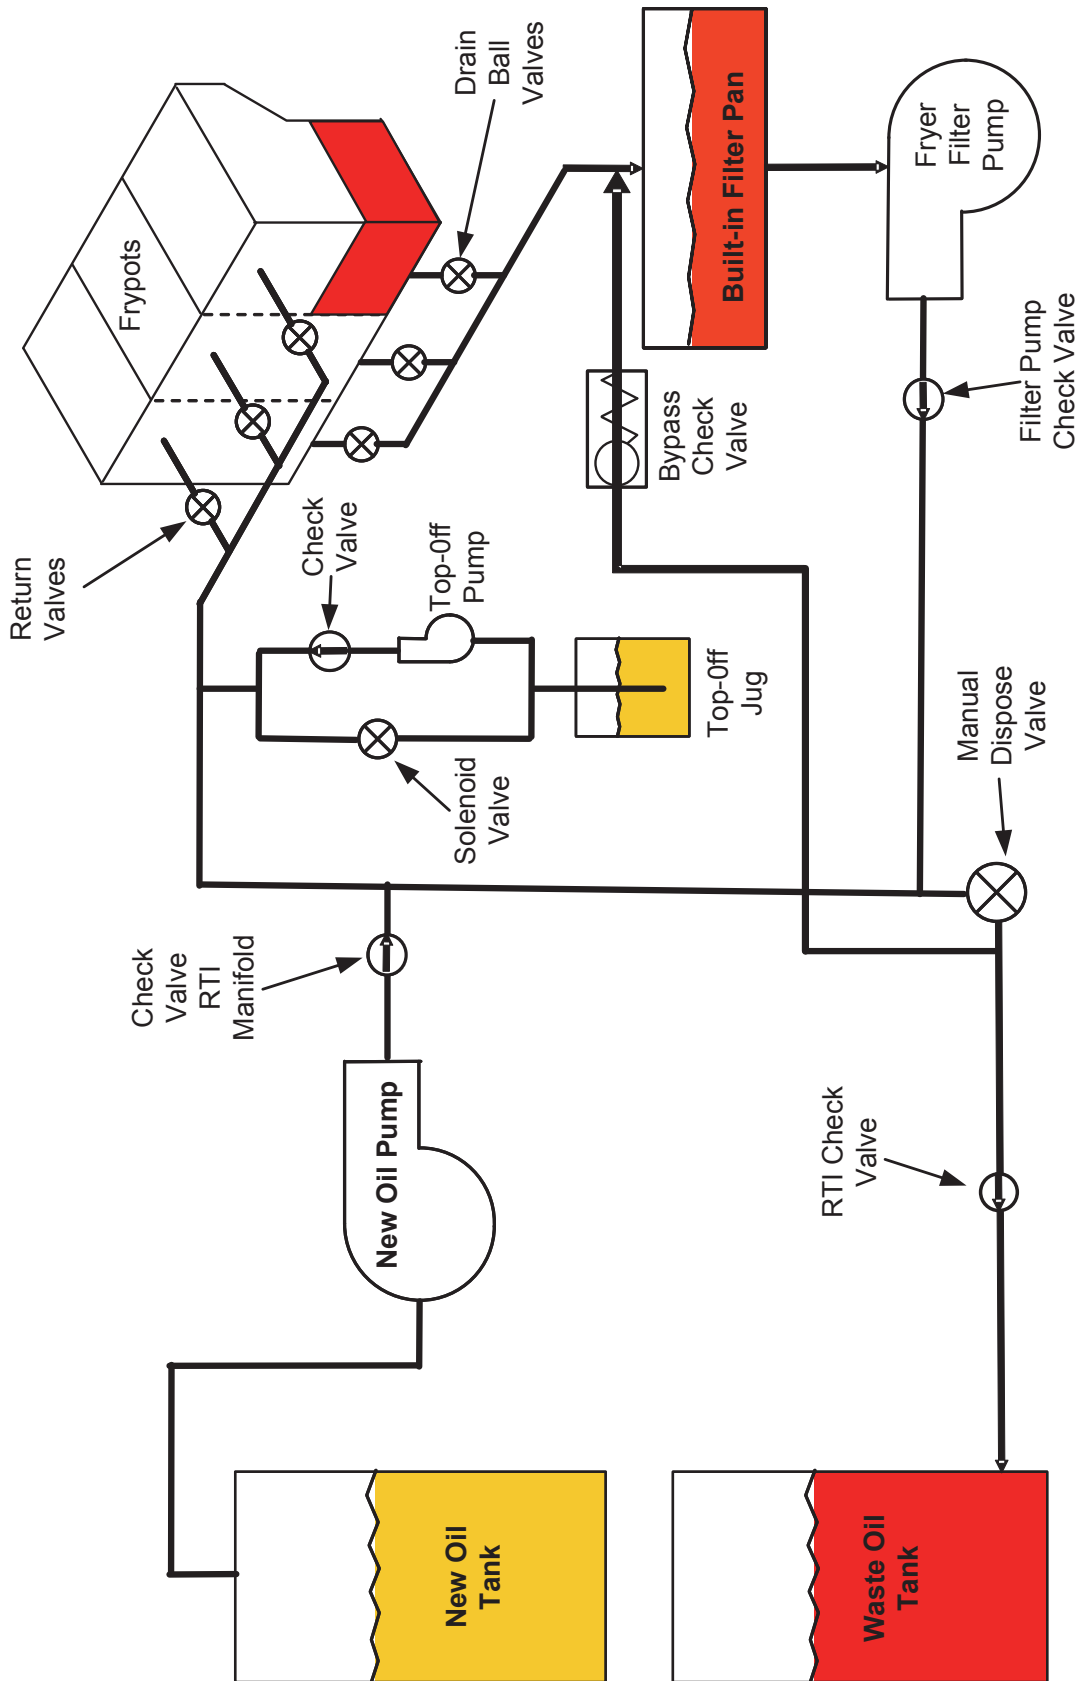 Return
Valves
Frypots
Drain
Ball
Valves
Check
Valve
Top-0ff
Pump
Solenoid
Valve
Top-0ff
Jug
Bypass
Check
Valve
Built-in Filter Pan
Fryer
Filter
Pump
Filter Pump
Check Valve
Manual
Dispose
Valve
Check
Valve
RTI
Manifold
New Oil Pump
RTI Check
Valve
New Oil
Tank
Waste Oil
Tank